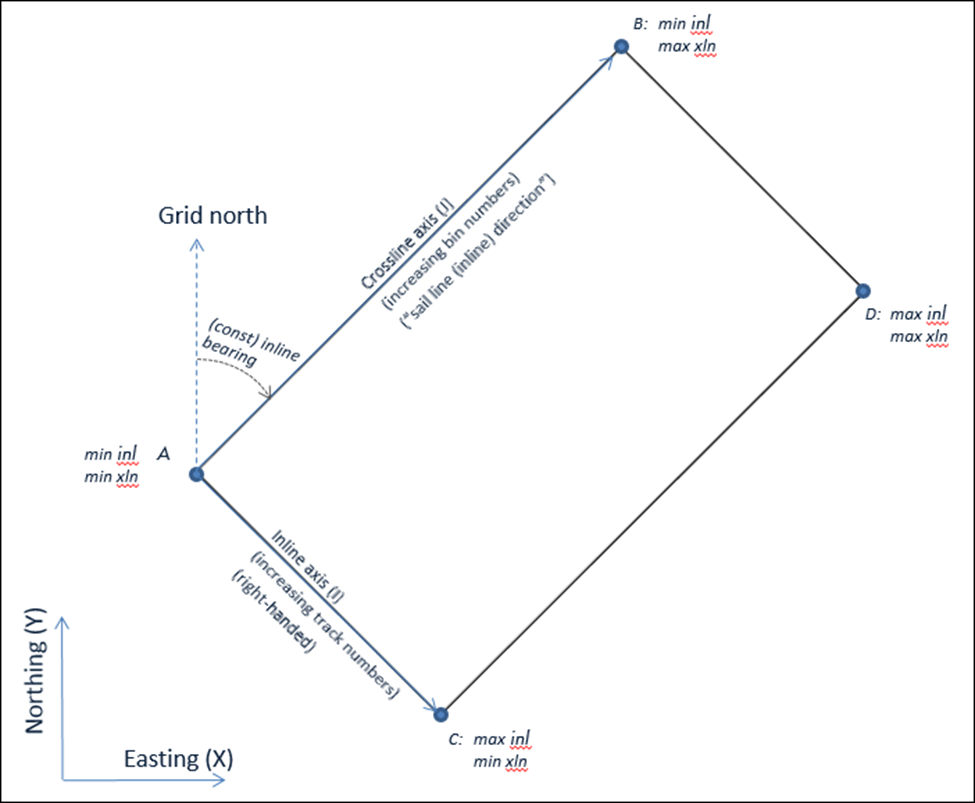 B: min inl
max xln
Grid north
Crossline axis (J)
(increasing bin numbers)
("sail line (inline) direction")
(const) inline
bearing
D: max inl
max xln
min inl A
min xln
Inline axis (I)
(increasing track numbers)
(right-handed)
Northing (Y)
Easting (X)
C: max inl
min xln